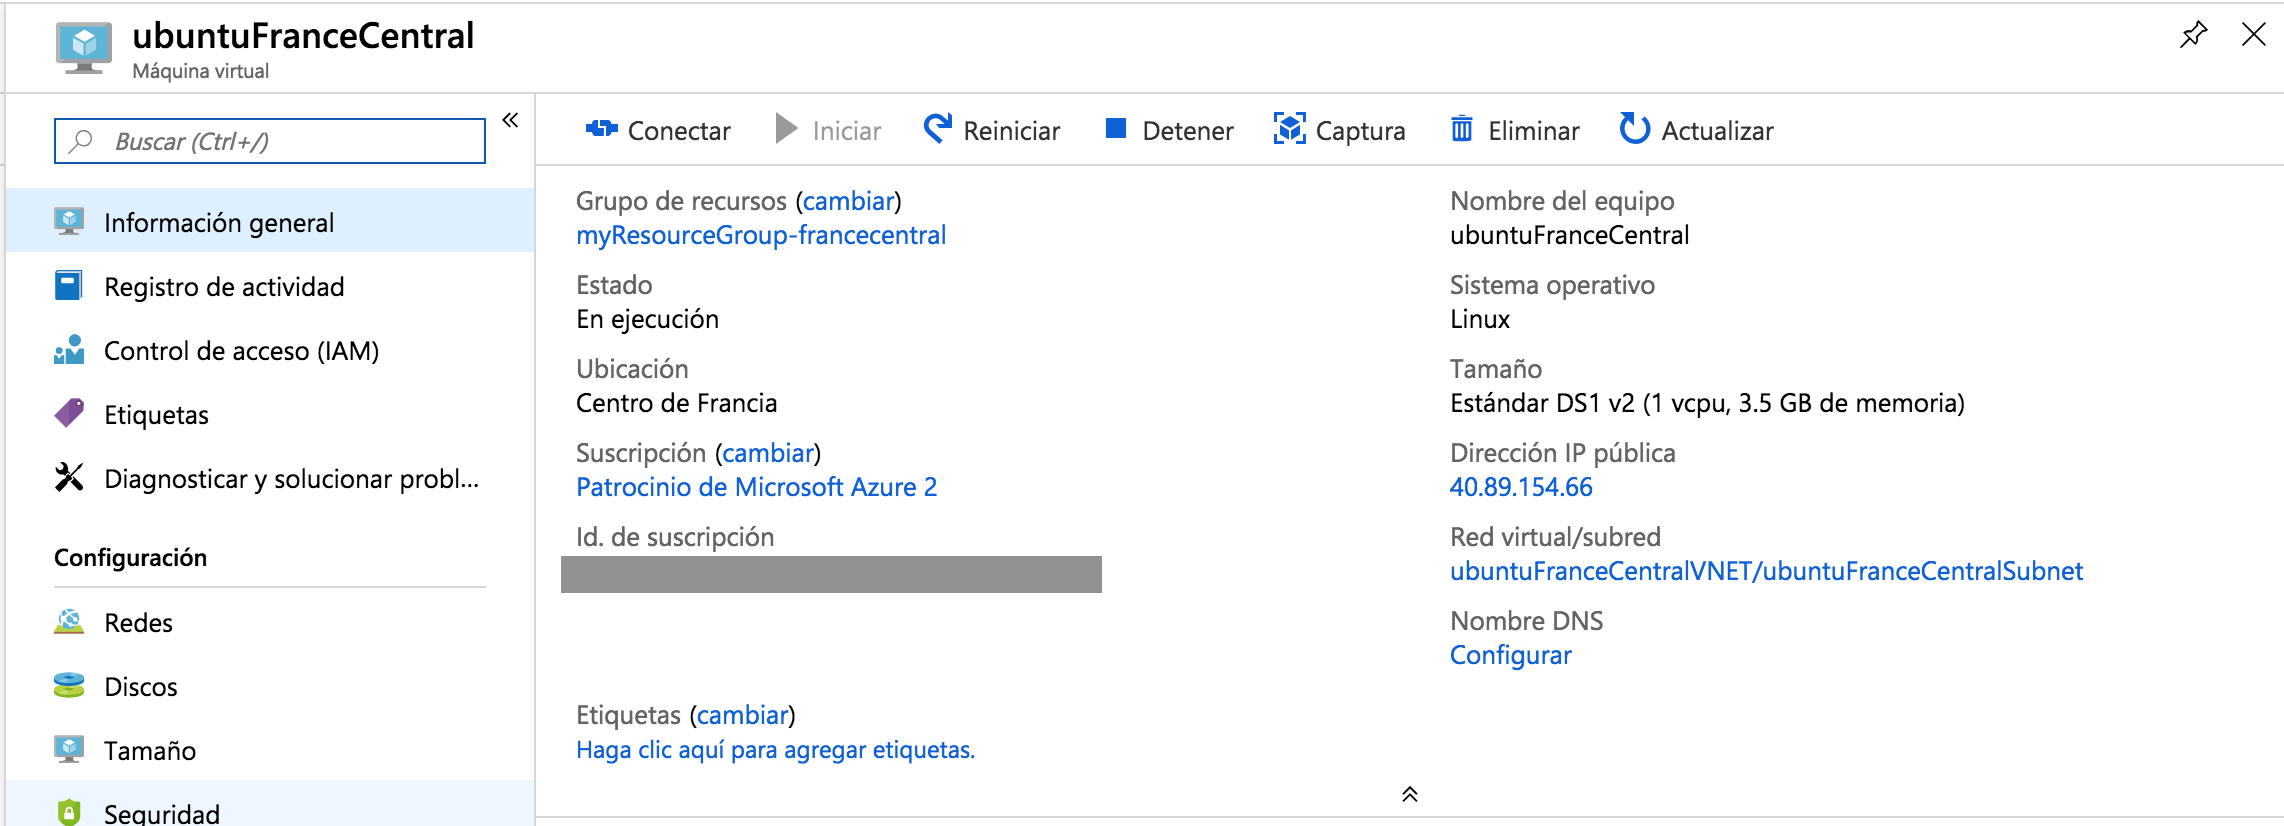 ubuntuFranceCentral
Máquina virtual
Buscar (Ctrl+/)
«
Conectar
Iniciar
Reiniciar
Detener
Captura
Eliminar
Actualizar
Información general
Registro de actividad
Control de acceso (IAM)
Etiquetas
Diagnosticar y solucionar probl...
Configuración
Redes
Discos
Tamaño
Seguridad
Grupo de recursos (cambiar)
myResourceGroup-francecentral
Estado
En ejecución
Ubicación
Centro de Francia
Suscripción (cambiar)
Patrocinio de Microsoft Azure 2
Id. de suscripción
Etiquetas (cambiar)
Haga clic aquí para agregar etiquetas.
Nombre del equipo
ubuntuFranceCentral
Sistema operativo
Linux
Tamaño
Estándar DS1 v2 (1 vcpu, 3.5 GB de memoria)
Dirección IP pública
40.89.154.66
Red virtual/subred
ubuntuFranceCentralVNET/ubuntuFranceCentralSubnet
Nombre DNS
Configurar